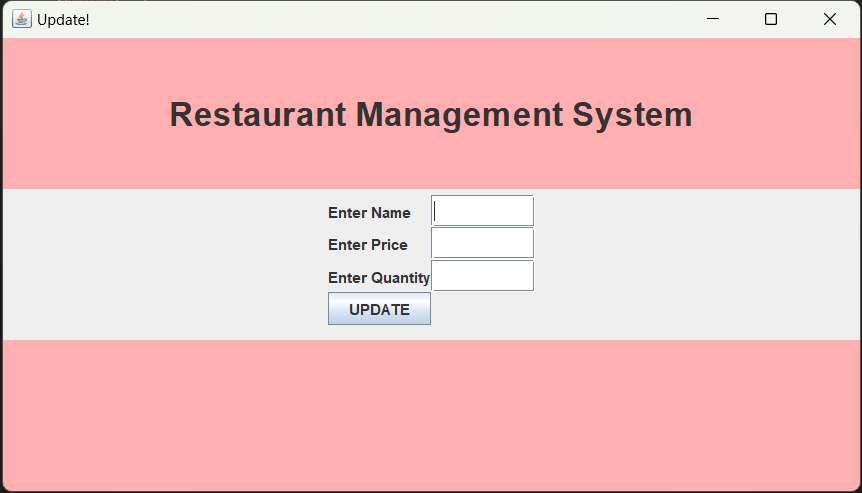 Update!
Restaurant Management System
Enter Name
Enter Price
Enter Quantity
UPDATE